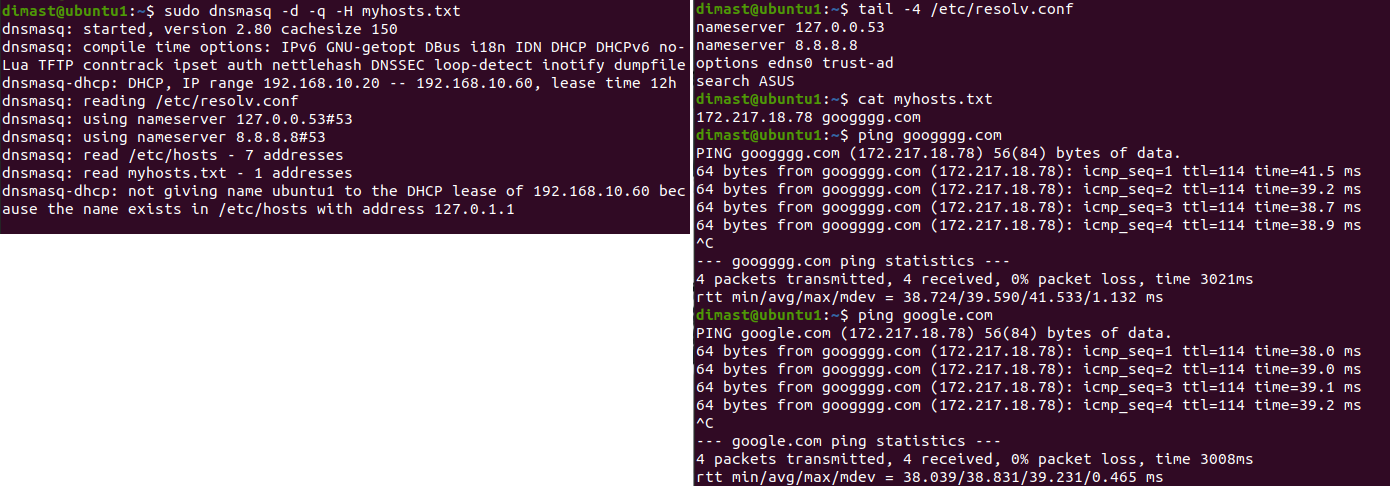 dimast@ubuntu1:~$ sudo dnsmasq -d -q -H myhosts.txt
dnsmasq: started, version 2.80 cachesize 150
dnsmasq: compile time options: IPv6 GNU-getopt DBus i18n IDN DHCP DHCPv6 no-
Lua TFTP conntrack ipset auth nettlehash DNSSEC loop-detect inotify dumpfile
dnsmasq-dhcp: DHCP, IP range 192.168.10.20 -- 192.168.10.60, lease time 12h
dnsmasq: reading /etc/resolv.conf
dnsmasq: using nameserver 127.0.0.53#53
dnsmasq: using nameserver 8.8.8.8#53
dnsmasq: read /etc/hosts - 7 addresses
dnsmasq: read myhosts.txt - 1 addresses
dnsmasq-dhcp: not giving name ubuntu1 to the DHCP lease of 192.168.10.60 bec
ause the name exists in /etc/hosts with address 127.0.1.1
dimast@ubuntu1:~$ tail -4 /etc/resolv.conf
nameserver 127.0.0.53
nameserver 8.8.8.8
options edns0 trust-ad
search ASUS
dimast@ubuntu1:~$ cat myhosts.txt
172.217.18.78 googggg.com
dimast@ubuntu1:~$ ping googggg.com
PING googggg.com (172.217.18.78) 56(84) bytes of data.
64 bytes from googggg.com (172.217.18.78): icmp_seq=1 ttl=114 time=41.5 ms
64 bytes from googggg.com (172.217.18.78): icmp_seq=2 ttl=114 time=39.2 ms
64 bytes from googggg.com (172.217.18.78): icmp_seq=3 ttl=114 time=38.7 ms
64 bytes from googggg.com (172.217.18.78): icmp_seq=4 ttl=114 time=38.9 ms
^C
--- googggg.com ping statistics ---
4 packets transmitted, 4 received, 0% packet loss, time 3021ms
rtt min/avg/max/mdev = 38.724/39.590/41.533/1.132 ms
dimast@ubuntu1:~$ ping google.com
PING google.com (172.217.18.78) 56(84) bytes of data.
64 bytes from googggg.com (172.217.18.78): icmp_seq=1 ttl=114 time=38.0 ms
64 bytes from googggg.com (172.217.18.78): icmp_seq=2 ttl=114 time=39.0 ms
64 bytes from googggg.com (172.217.18.78): icmp_seq=3 ttl=114 time=39.1 ms
64 bytes from googggg.com (172.217.18.78): icmp_seq=4 ttl=114 time=39.2 ms
^C
--- google.com ping statistics ---
4 packets transmitted, 4 received, 0% packet loss, time 3008ms
rtt min/avg/max/mdev = 38.039/38.831/39.231/0.465 ms